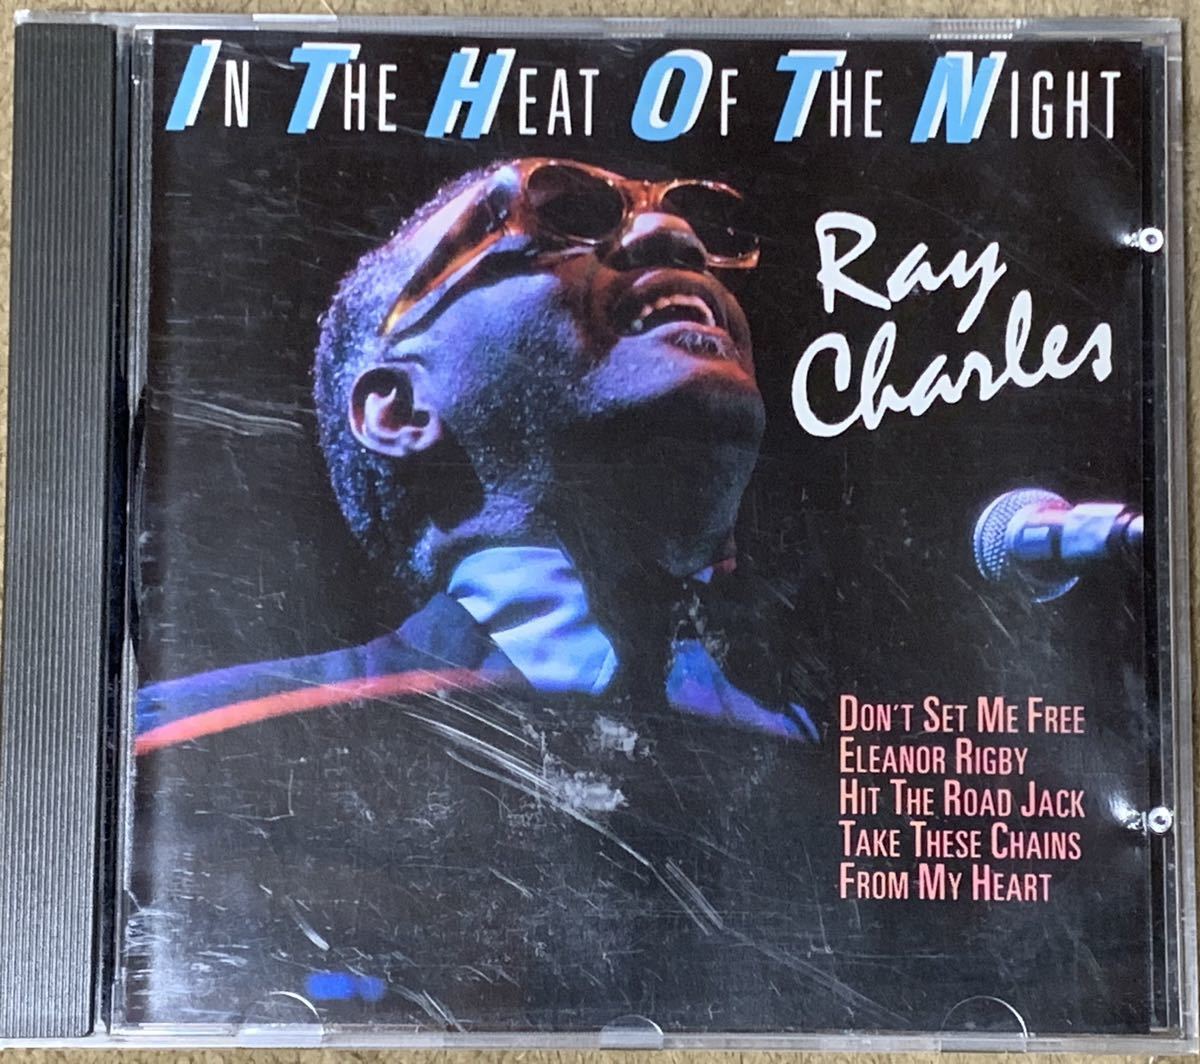 IN THE HEAT OF THE NIGHT
Ray
Charles
DON'T SET ME FREE
ELEANOR RIGBY
HIT THE ROAD JACK
TAKE THESE CHAINS
FROM MY HEART